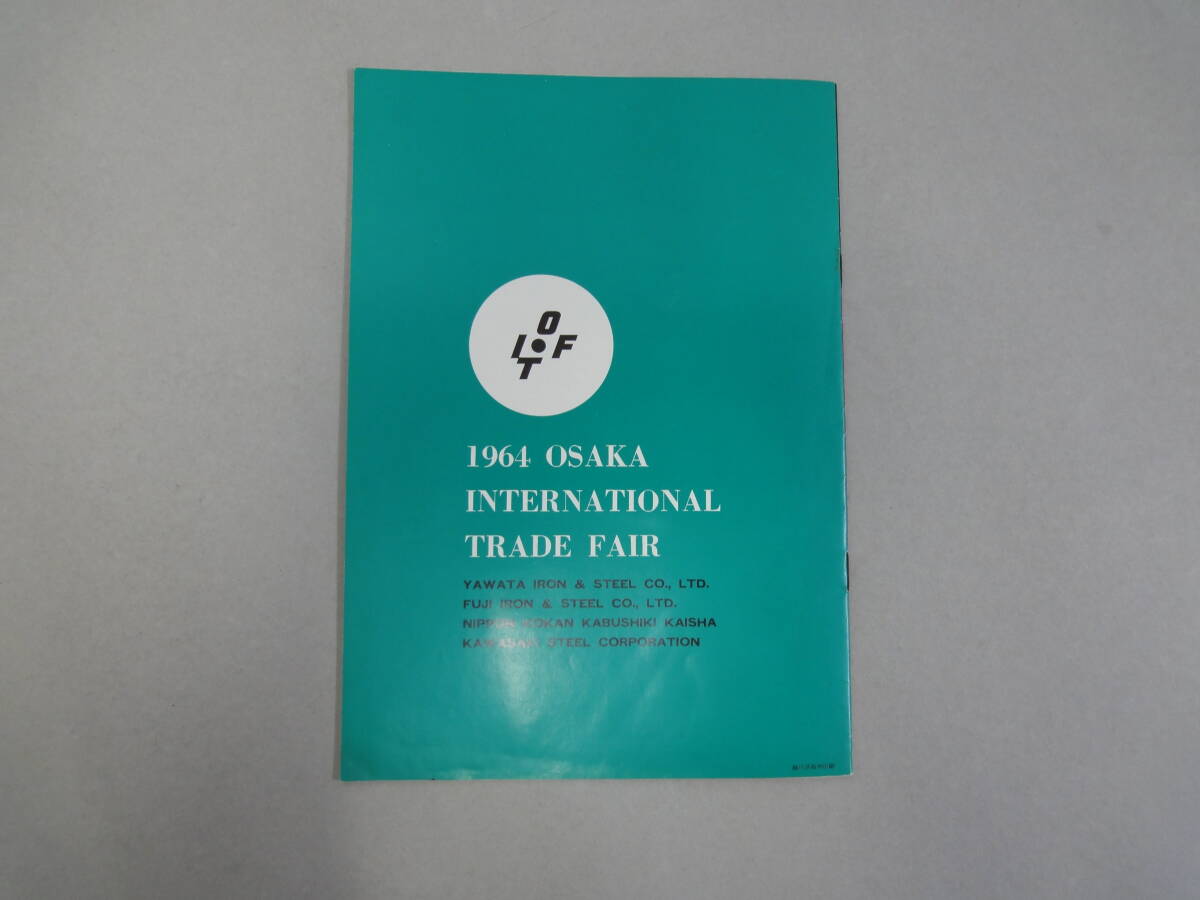 O
I•F
T
1964 OSAKA
INTERNATIONAL
TRADE FAIR
YAWATA IRON & STEEL CO., LTD.
FUJI IRON & STEEL CO., LTD.
NIPPON KOKAN KABUSHIKI KAISHA
KAWASAKI STEEL CORPORATION